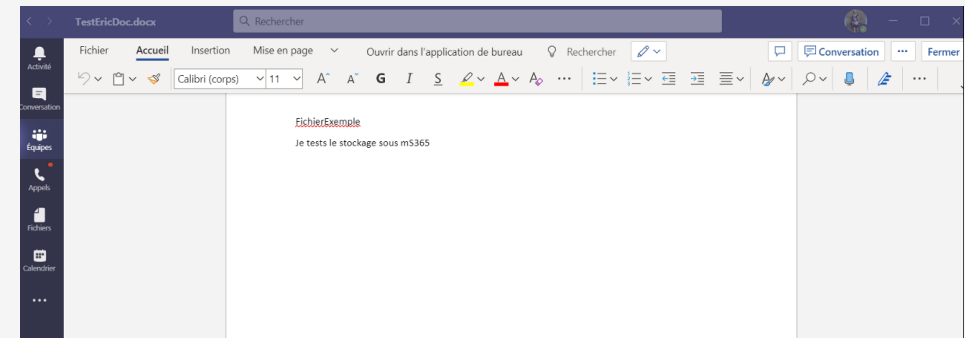 TestEricDoc.docx
Rechercher
Activité
Conversation
Équipes
Appels
Fichiers
Calendrier
Fichier Accueil Insertion Mise en page Ouvrir dans l'application de bureau Rechercher Conversation Fermer
Calibri (corps) 11 A A G I S A A
FichierExemple
Je tests le stockage sous mS365